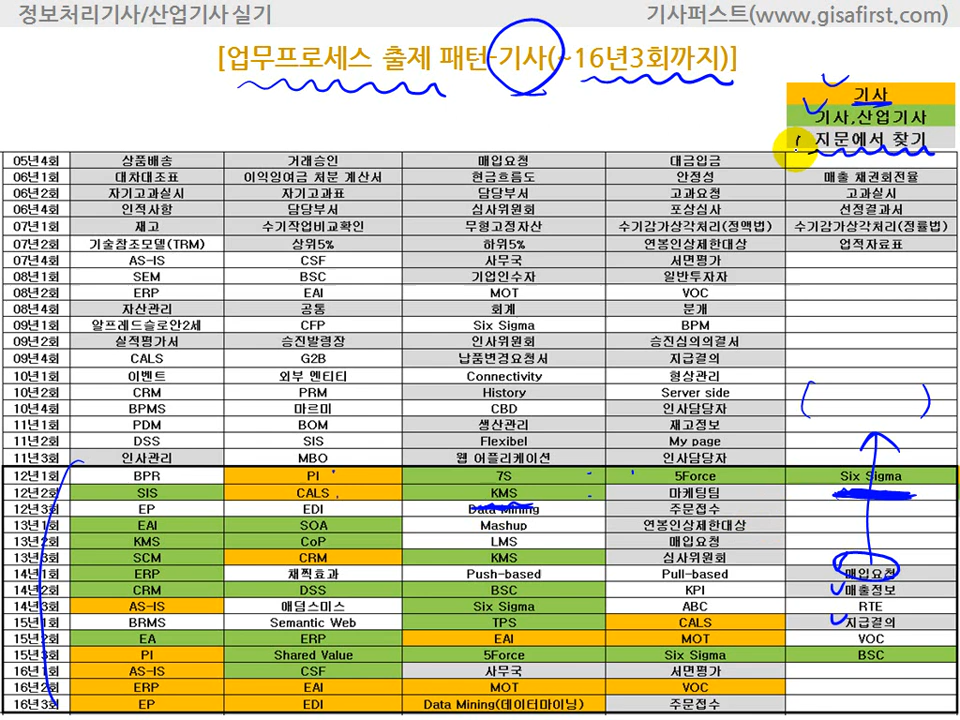 정보처리기사/산업기사 실기 기사퍼스트(www.gisafirst.com)
[업무프로세스 출제 패턴-기사(~16년3회까지)]
기사
기사,산업기사
지문에서 찾기
05년4회 상품배송 거래승인 매입요청 대금입금
06년1회 대차대조표 이익잉여금 처분 계산서 현금흐름도 안정성 매출 채권회전율
06년2회 자기고과실시 자기고과표 담당부서 고과요청 고과실시
06년4회 인적사항 담당부서 심사위원회 포상심사 선정결과서
07년1회 재고 수기작업비교확인 무형고정자산 수기감가상각처리(정액법) 수기감가상각처리(정률법)
07년2회 기술참조모델(TRM) 상위5% 하위5% 연봉인상제한대상 업적자료표
07년4회 AS-IS CSF 사무국 서면평가
08년1회 SEM BSC 기업인수자 일반투자자
08년2회 ERP EAI MOT VOC
08년4회 자산관리 공통 회계 분개
09년1회 알프레드슬로안2세 CFP Six Sigma BPM
09년2회 실적평가서 승진발령장 인사위원회 승진심의의결서
09년4회 CALS G2B 납품변경요청서 지급결의
10년1회 이벤트 외부 엔티티 Connectivity 형상관리
10년2회 CRM PRM History Server side
10년4회 BPMS 마르미 CBD 인사담당자
11년1회 PDM BOM 생산관리 재고정보
11년2회 DSS SIS Flexibel My page
11년3회 인사관리 MBO 웹 어플리케이션 인사담당자
12년1회 BPR PI 7S 5Force Six Sigma
12년2회 SIS CALS KMS 마케팅팀
12년3회 EP EDI Data Mining 주문접수
13년1회 EAI SOA Mashup 연봉인상제한대상
13년2회 KMS CoP LMS 매입요청
13년3회 SCM CRM KMS 심사위원회
14년1회 ERP 채찍효과 Push-based Pull-based 매입요청
14년2회 CRM DSS BSC KPI 매출정보
14년3회 AS-IS 애덤스미스 Six Sigma ABC RTE
15년1회 BRMS Semantic Web TPS CALS 지급결의
15년2회 EA ERP EAI MOT VOC
15년3회 PI Shared Value 5Force Six Sigma BSC
16년1회 AS-IS CSF 사무국 서면평가
16년2회 ERP EAI MOT VOC
16년3회 EP EDI Data Mining(데이터마이닝) 주문접수